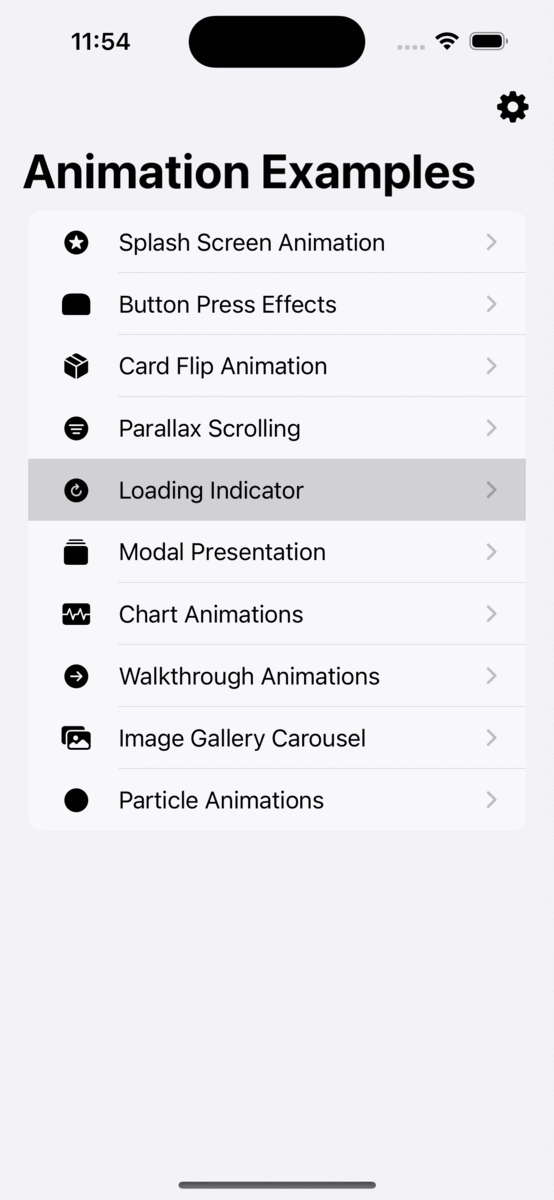 11:54
Animation Examples
Splash Screen Animation
Button Press Effects
Card Flip Animation
Parallax Scrolling
Loading Indicator
Modal Presentation
Chart Animations
Walkthrough Animations
Image Gallery Carousel
Particle Animations